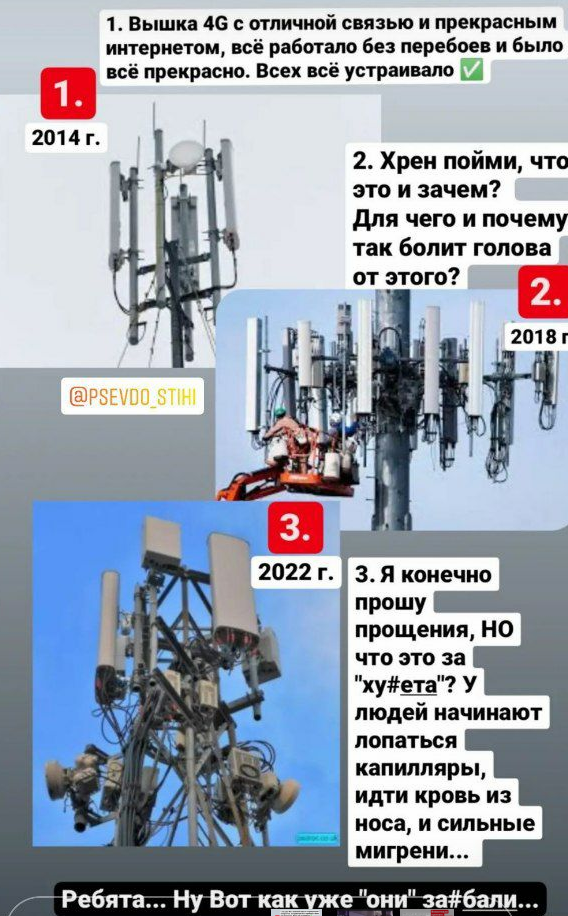 1. Вышка 4G с отличной связью и прекрасным
интернетом, всё работало без перебоев и было
всё прекрасно. Всех всё устраивало ✅
1.
2014 г.
2. Хрен пойми, что
это и зачем?
Для чего и почему
так болит голова
от этого?
2.
2018 г
@PSEVDO_STIHI
3.
2022 г.
3. Я конечно
прошу
прощения, НО
что это за
"ху#ета"? У
людей начинают
лопаться
капилляры,
идти кровь из
носа, и сильные
мигрени...
Ребята... Ну Вот как уже "они" за#бали...